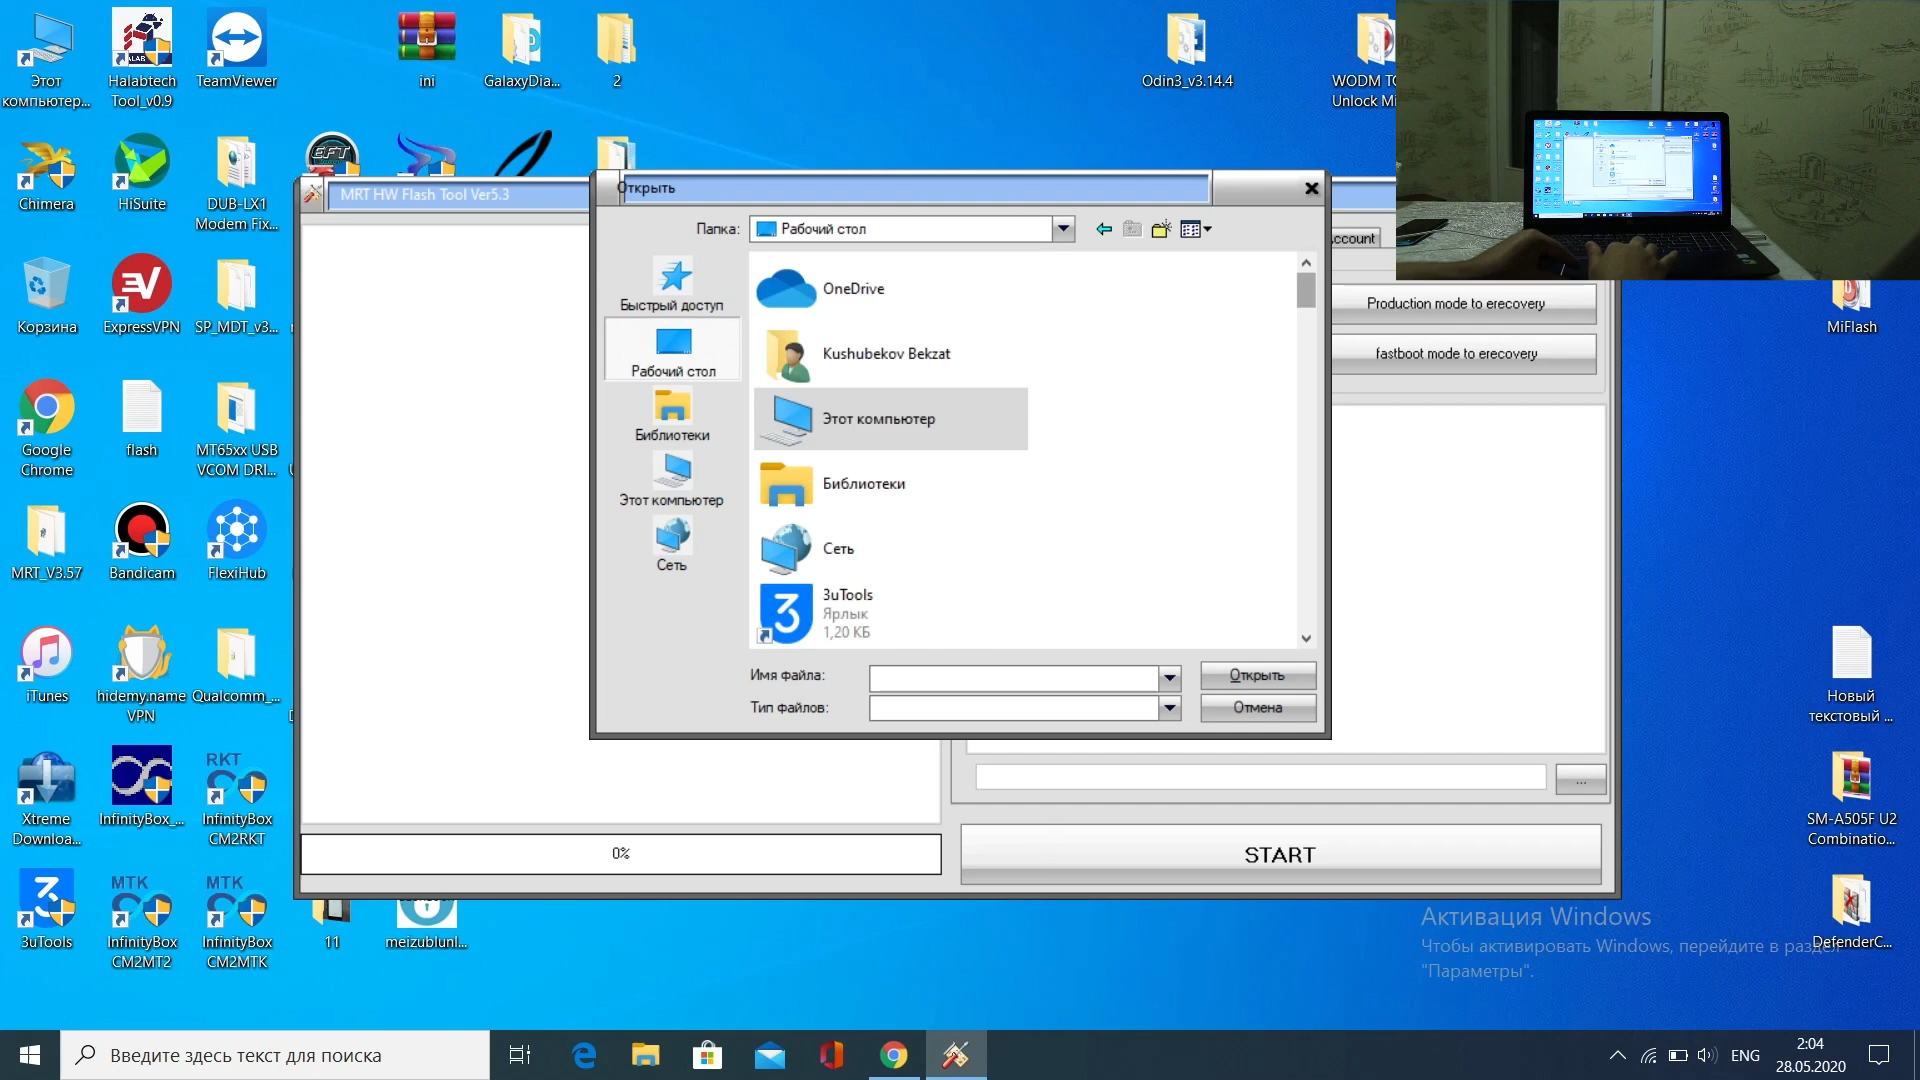 Этот
компьютер...
Halabtech
Tool_v0.9
TeamViewer
ini
GalaxyDia...
2
Odin3_v3.14.4
WODM TO
Unlock Mi
Chimera
HiSuite
DUB-LX1
Modem Fix...
EFT
Корзина
ExpressVPN
SP_MDT_v3...
Google
Chrome
flash
MT65xx USB
VCOM DRI...
MRT_V3.57
Bandicam
FlexiHub
iTunes
hidemy.name
VPN
Qualcomm_...
Xtreme
Downloa...
InfinityBox_...
RKT
InfinityBox
CM2RKT
3uTools
MTK
InfinityBox
CM2MT2
MTK
InfinityBox
CM2MTK
11
meizublunl...
MiFlash
Новый
текстовый ...
SM-A505F U2
Combinatio...
DefenderC...
MRT HW Flash Tool Ver5.3
Account
Production mode to erecovery
fastboot mode to erecovery
...
0%
START
Открыть
Папка:
Рабочий стол
Быстрый доступ
Рабочий стол
Библиотеки
Этот компьютер
Сеть
OneDrive
Kushubekov Bekzat
Этот компьютер
Библиотеки
Сеть
3uTools
Ярлык
1,20 КБ
Имя файла:
Открыть
Тип файлов:
Отмена
Активация Windows
Чтобы активировать Windows, перейдите в раздел
"Параметры".
Введите здесь текст для поиска
ENG
2:04
28.05.2020